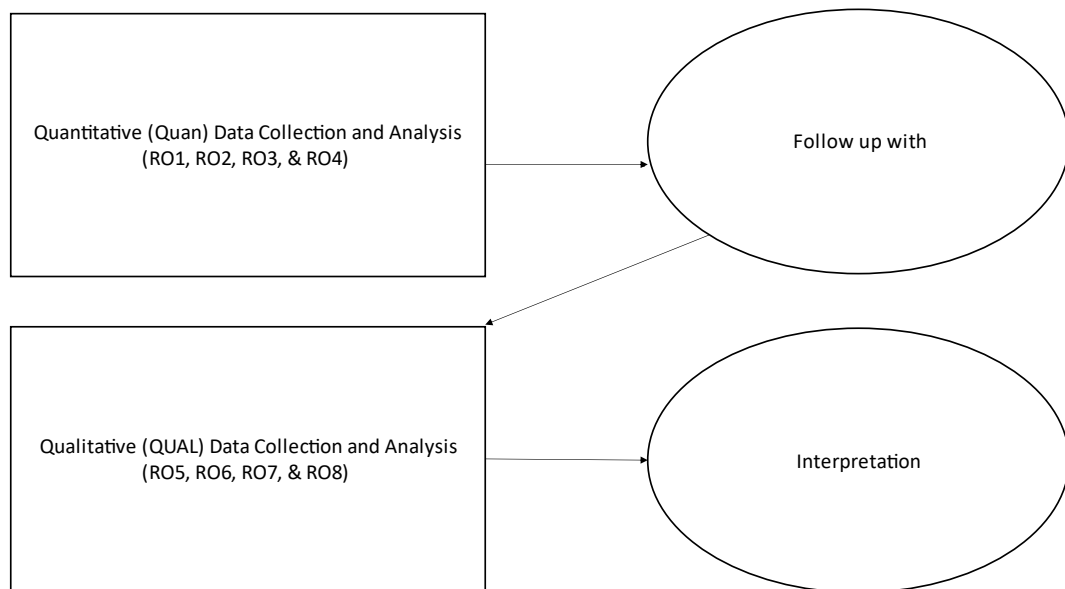 Quantitative (Quan) Data Collection and Analysis
(RO1, RO2, RO3, & RO4)
Follow up with
Qualitative (QUAL) Data Collection and Analysis
(RO5, RO6, RO7, & RO8)
Interpretation